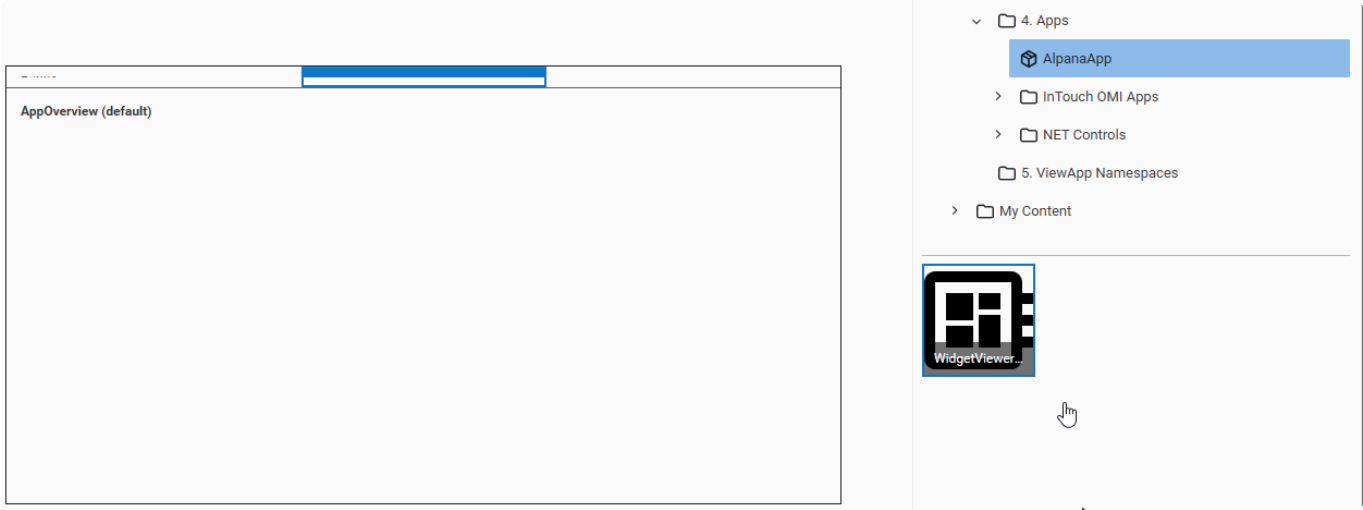 AppOverview (default)
4. Apps
AlpanaApp
InTouch OMI Apps
NET Controls
5. ViewApp Namespaces
My Content
WidgetViewer...